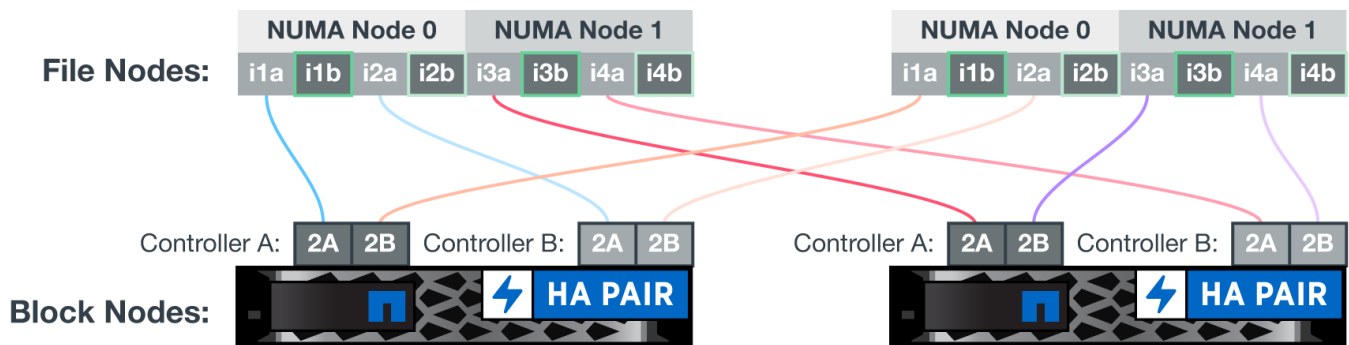 NUMA Node 0 NUMA Node 1 NUMA Node 0 NUMA Node 1
File Nodes: i1a i1b i2a i2b i3a i3b i4a i4b i1a i1b i2a i2b i3a i3b i4a i4b
Controller A: 2A 2B Controller B: 2A 2B Controller A: 2A 2B Controller B: 2A 2B
Block Nodes: HA PAIR HA PAIR